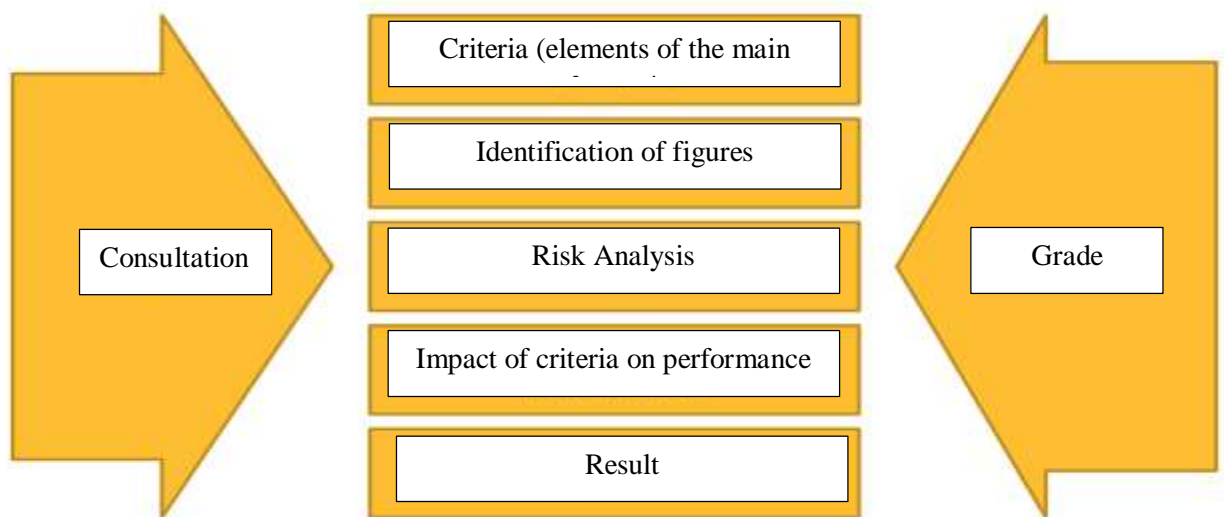 Criteria (elements of the main
Identification of figures
Consultation
Risk Analysis
Grade
Impact of criteria on performance
Result